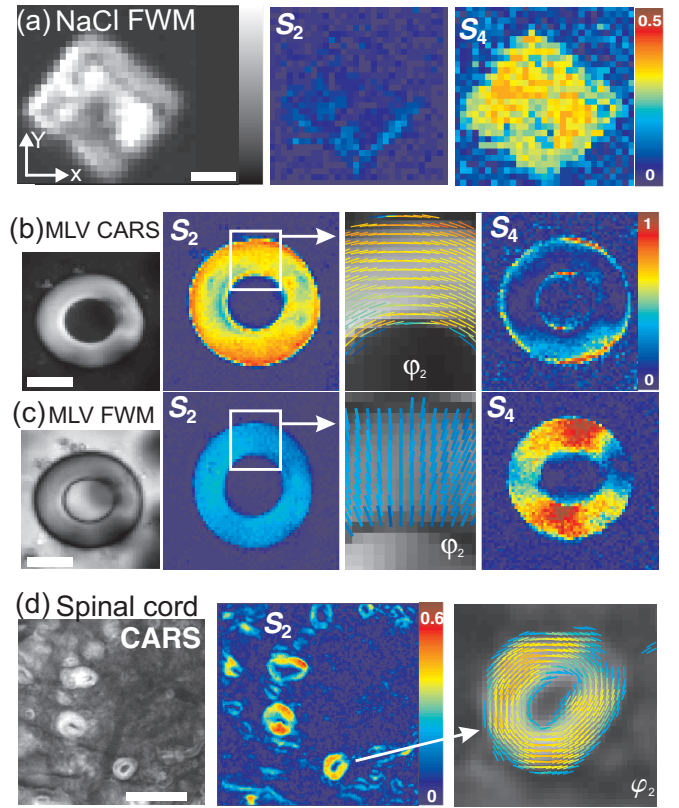 (a) NaCl FWM
S2
S4
0.5
0
Y
x
(b) MLV CARS
S2
φ2
S4
1
0
(c) MLV FWM
S2
φ2
S4
(d) Spinal cord
CARS
S2
0.6
0
φ2